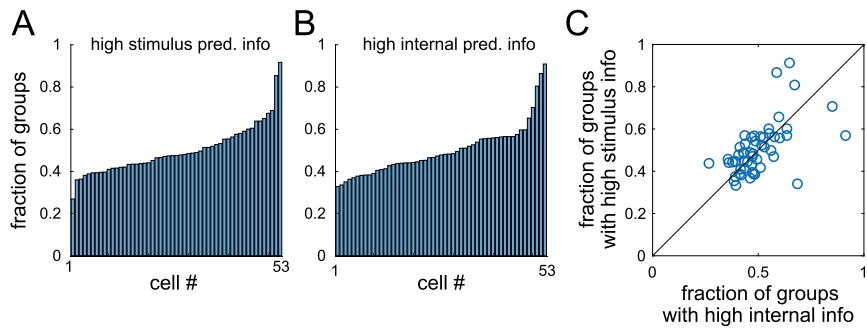 A
high stimulus pred. info
fraction of groups
1
0.8
0.6
0.4
0.2
0
1
53
cell #
B
high internal pred. info
1
0.8
0.6
0.4
0.2
0
1
53
cell #
C
fraction of groups
with high stimulus info
1
0.8
0.6
0.4
0.2
0
0
0.5
1
fraction of groups
with high internal info